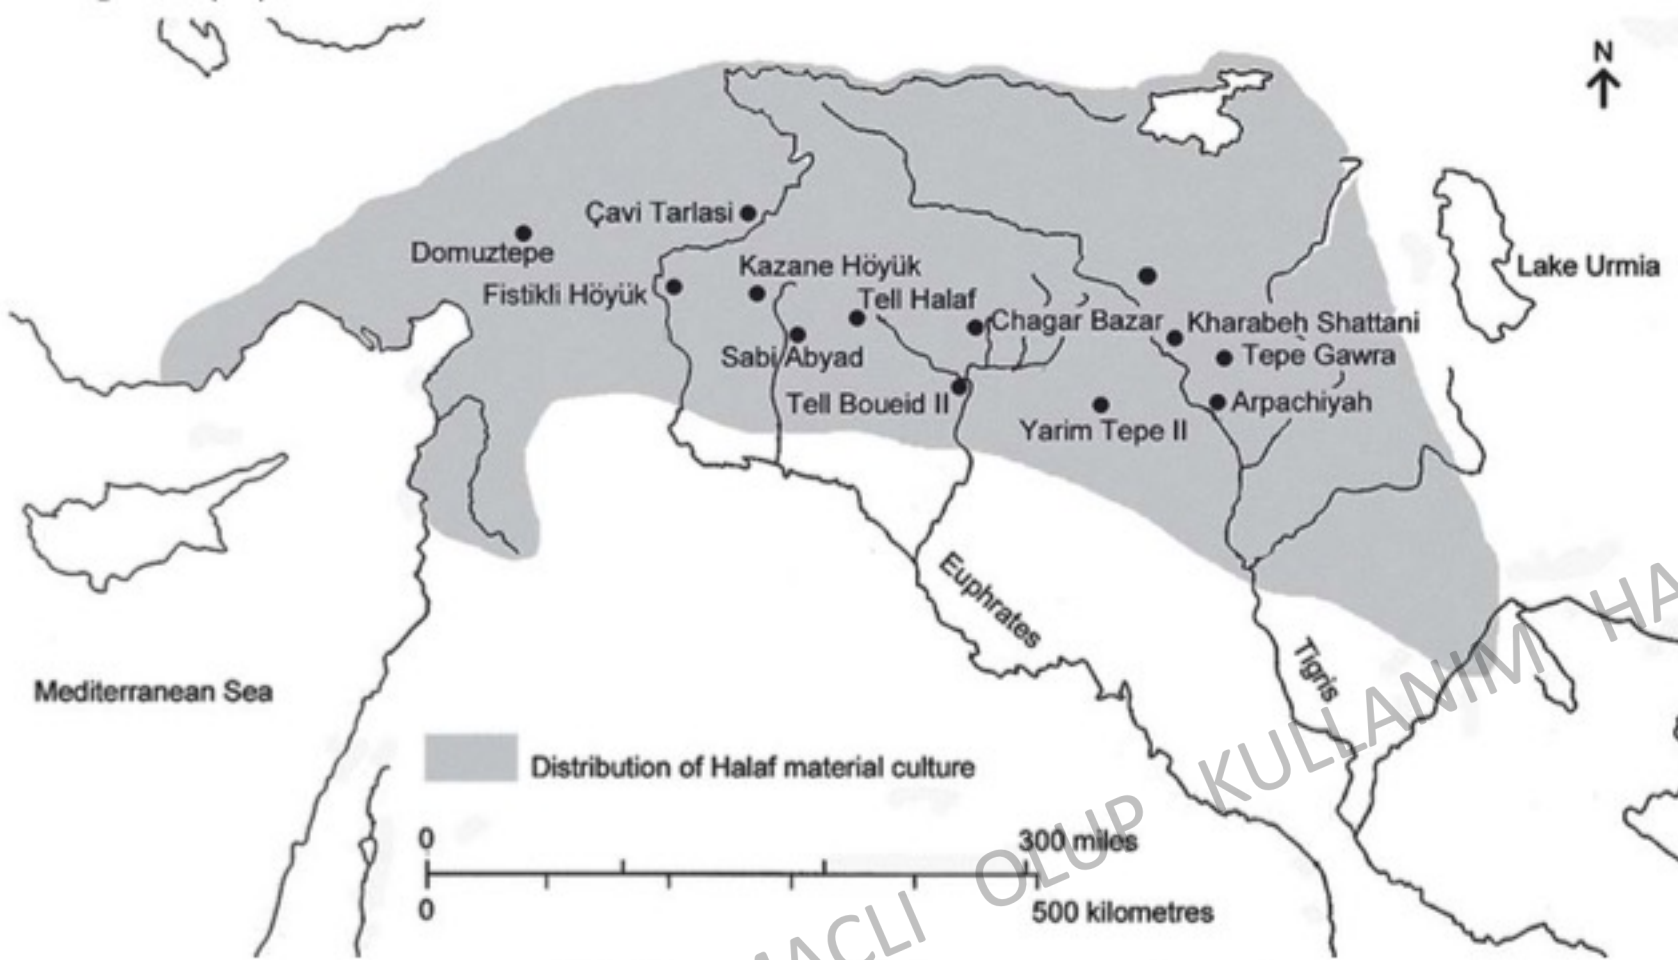 N
Çavi Tarlasi
Domuztepe
Kazane Höyük
Lake Urmia
Fistikli Höyük
Tell Halaf
Chagar Bazar
Kharabeh Shattani
Sabi Abyad
Tepe Gawra
Tell Boueid II
Arpachiyah
Yarim Tepe II
Euphrates
Tigris
Mediterranean Sea
Distribution of Halaf material culture
0
300 miles
0
500 kilometres
OLUP KULLANIM